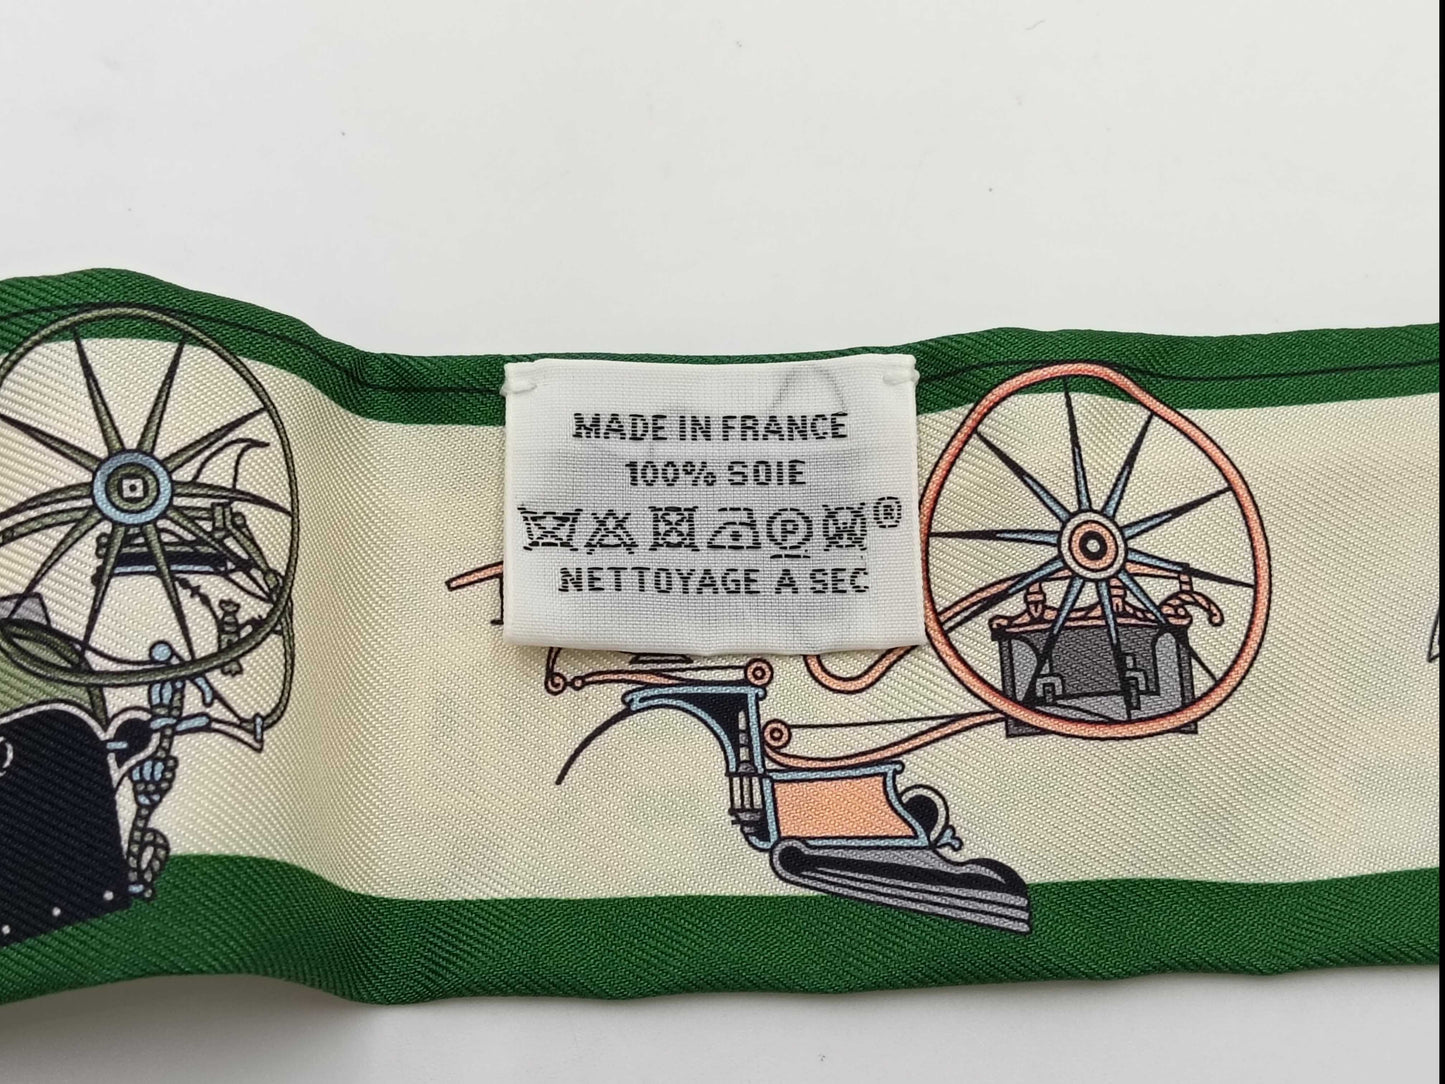 MADE IN FRANCE
100% SOIE
P W ®
NETTOYAGE A SEC